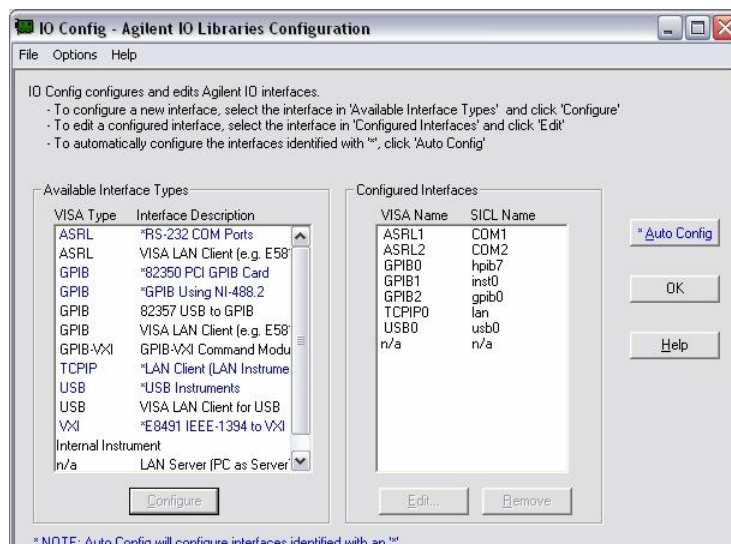 IO Config - Agilent IO Libraries Configuration
File Options Help
IO Config configures and edits Agilent IO interfaces.
- To configure a new interface, select the interface in 'Available Interface Types' and click 'Configure'
- To edit a configured interface, select the interface in 'Configured Interfaces' and click 'Edit'
- To automatically configure the interfaces identified with '*', click 'Auto Config'
Available Interface Types
VISA Type Interface Description
ASRL *RS-232 COM Ports
ASRL VISA LAN Client (e.g. E58
GPIB *82350 PCI GPIB Card
GPIB *GPIB Using NI-488.2
GPIB 82357 USB to GPIB
GPIB VISA LAN Client (e.g. E58
GPIB-VXI GPIB-VXI Command Modu
TCPIP *LAN Client (LAN Instrume
USB *USB Instruments
USB VISA LAN Client for USB
VXI *E8491 IEEE-1394 to VXI
Internal Instrument
n/a LAN Server (PC as Server
Configure
Configured Interfaces
VISA Name SICL Name
ASRL1 COM1
ASRL2 COM2
GPIB0 hpib7
GPIB1 inst0
GPIB2 gpib0
TCPIP0 lan
USB0 usb0
n/a n/a
Edit... Remove
* Auto Config
OK
Help
* NOTE: Auto Config will configure interfaces identified with an '*'